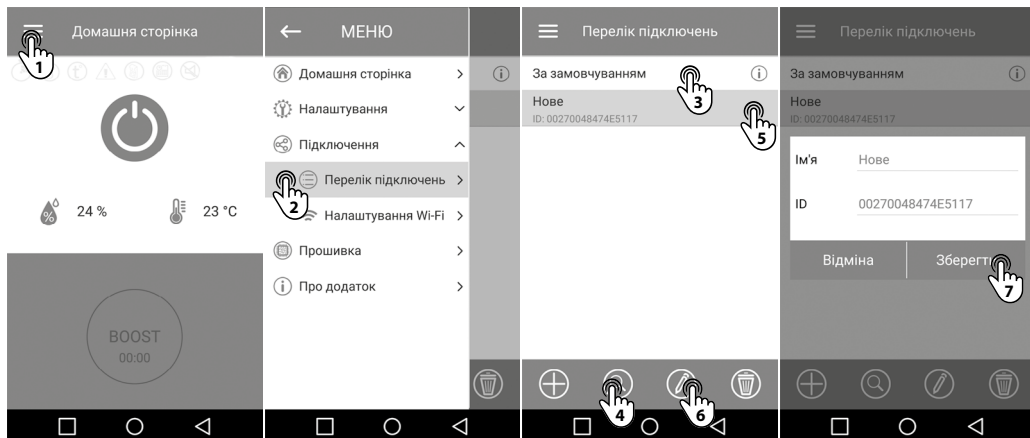 Домашня сторінка
1
24 %
23 °C
BOOST
00:00
МЕНЮ
Домашня сторінка
Налаштування
Підключення
Перелік підключень
2
Налаштування Wi-Fi
Прошивка
Про додаток
Перелік підключень
За замовчуванням
3
Нове
ID: 00270048474E5117
5
4
6
Перелік підключень
За замовчуванням
Нове
ID: 00270048474E5117
Ім'я
Нове
ID
00270048474E5117
Відміна
Зберегти
7